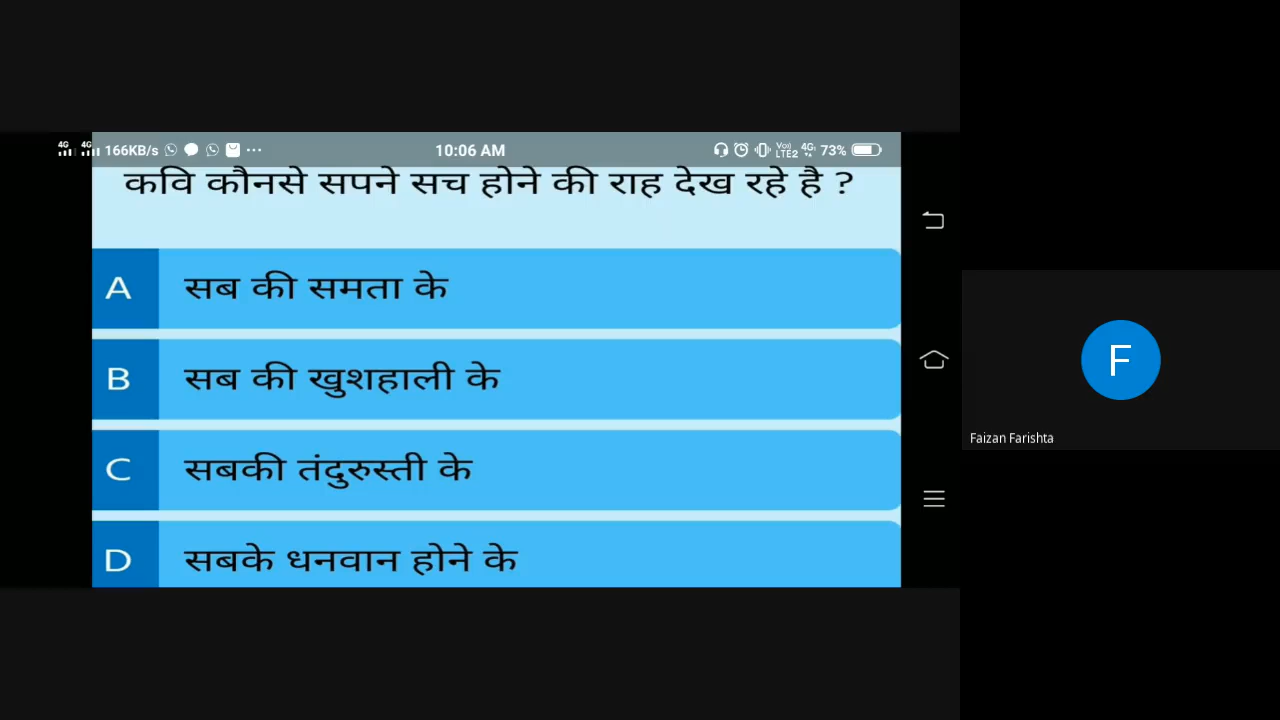 166KB/s ... 10:06 AM 4G 73%
कवि कौनसे सपने सच होने की राह देख रहे है ?
A सब की समता के
B सब की खुशहाली के
C सबकी तंदुरुस्ती के
D सबके धनवान होने के
F
Faizan Farishta